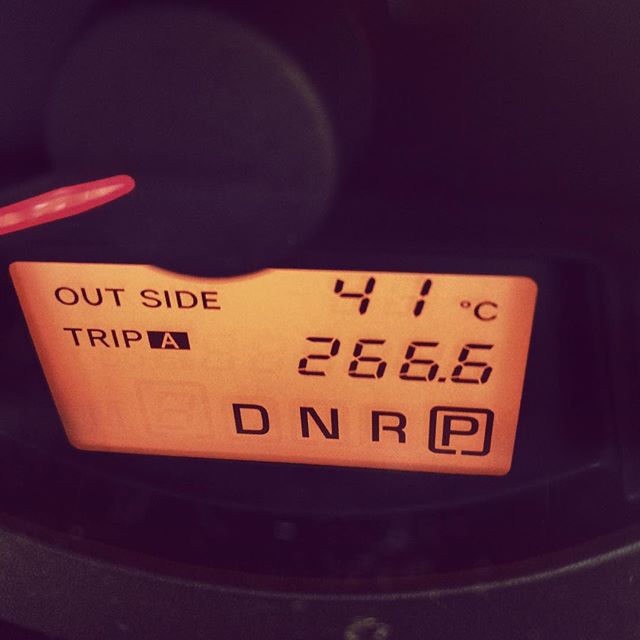 OUT SIDE 41 °C
TRIP A 266.6
D N R P